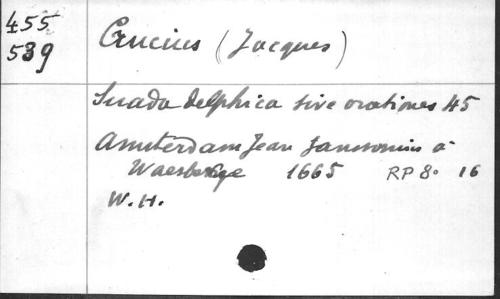 455
539
Crucius (Jacques)
Suada delphica sive orationes 45
Amsterdam Jean Janssonius à
Waesberge 1665 RP 8° 16
W.H.